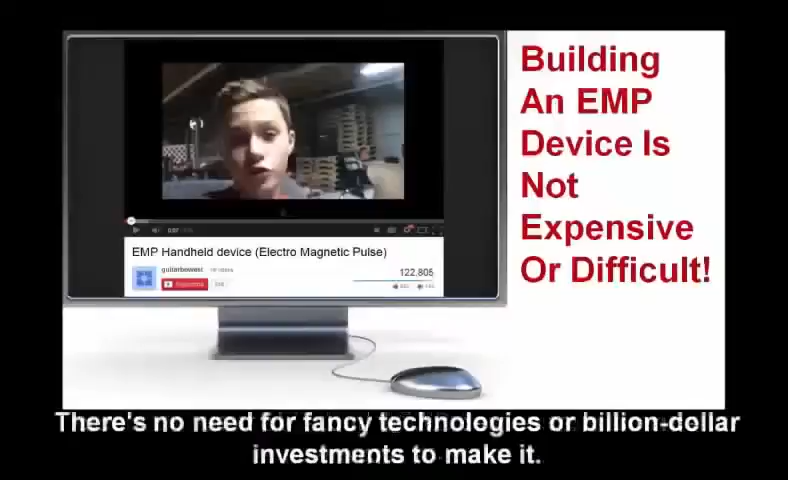 Building
An EMP
Device Is
Not
Expensive
Or Difficult!
EMP Handheld device (Electro Magnetic Pulse)
122,805
There's no need for fancy technologies or billion-dollar
investments to make it.